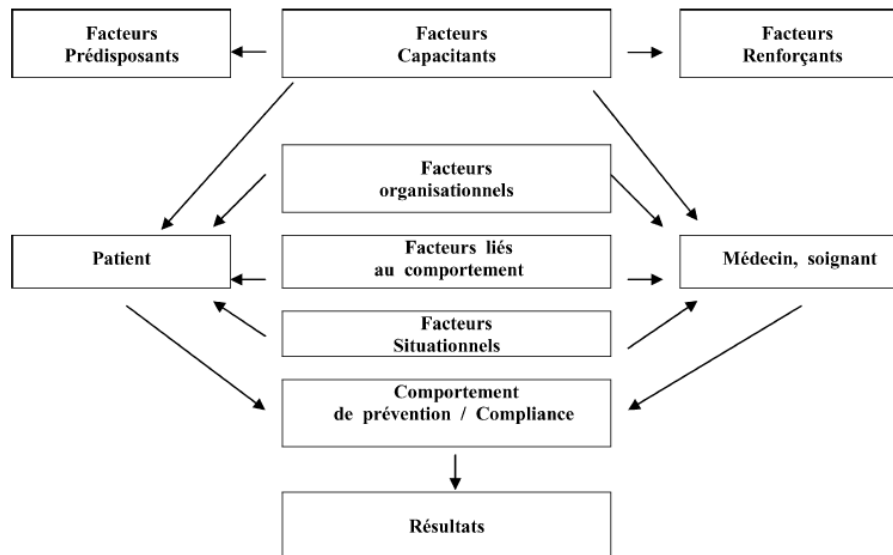 Facteurs
Prédisposants
Facteurs
Capacitants
Facteurs
Renforçants
Facteurs
organisationnels
Patient
Facteurs liés
au comportement
Médecin, soignant
Facteurs
Situationnels
Comportement
de prévention / Compliance
Résultats